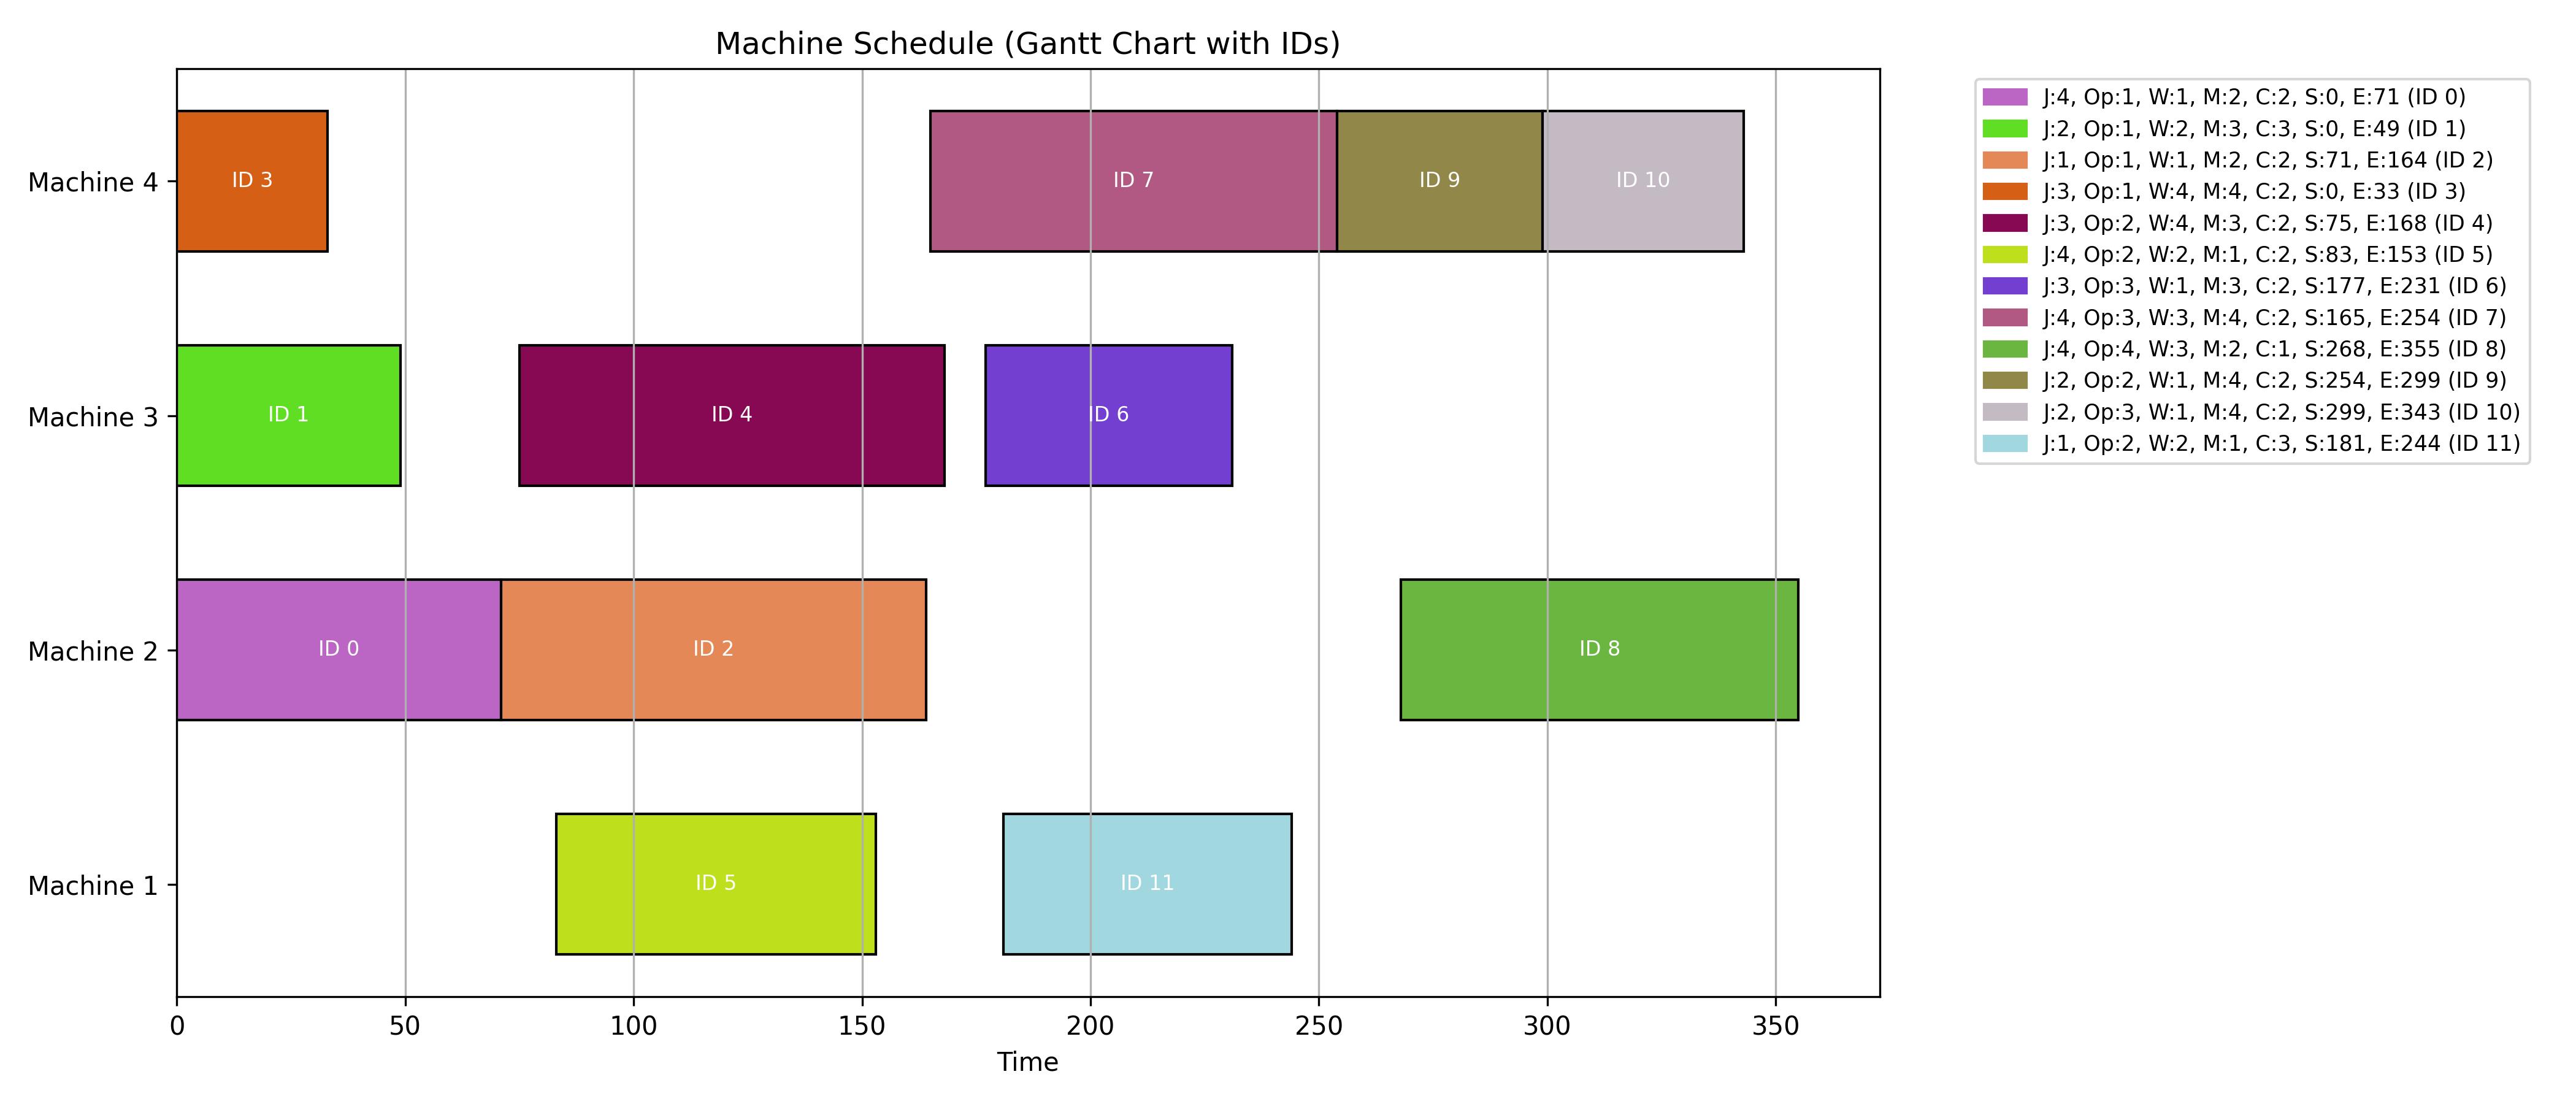 Machine Schedule (Gantt Chart with IDs)
Machine 4
Machine 3
Machine 2
Machine 1
ID 3
ID 7
ID 9
ID 10
ID 1
ID 4
ID 6
ID 0
ID 2
ID 8
ID 5
ID 11
0 50 100 150 200 250 300 350
Time
J:4, Op:1, W:1, M:2, C:2, S:0, E:71 (ID 0)
J:2, Op:1, W:2, M:3, C:3, S:0, E:49 (ID 1)
J:1, Op:1, W:1, M:2, C:2, S:71, E:164 (ID 2)
J:3, Op:1, W:4, M:4, C:2, S:0, E:33 (ID 3)
J:3, Op:2, W:4, M:3, C:2, S:75, E:168 (ID 4)
J:4, Op:2, W:2, M:1, C:2, S:83, E:153 (ID 5)
J:3, Op:3, W:1, M:3, C:2, S:177, E:231 (ID 6)
J:4, Op:3, W:3, M:4, C:2, S:165, E:254 (ID 7)
J:4, Op:4, W:3, M:2, C:1, S:268, E:355 (ID 8)
J:2, Op:2, W:1, M:4, C:2, S:254, E:299 (ID 9)
J:2, Op:3, W:1, M:4, C:2, S:299, E:343 (ID 10)
J:1, Op:2, W:2, M:1, C:3, S:181, E:244 (ID 11)